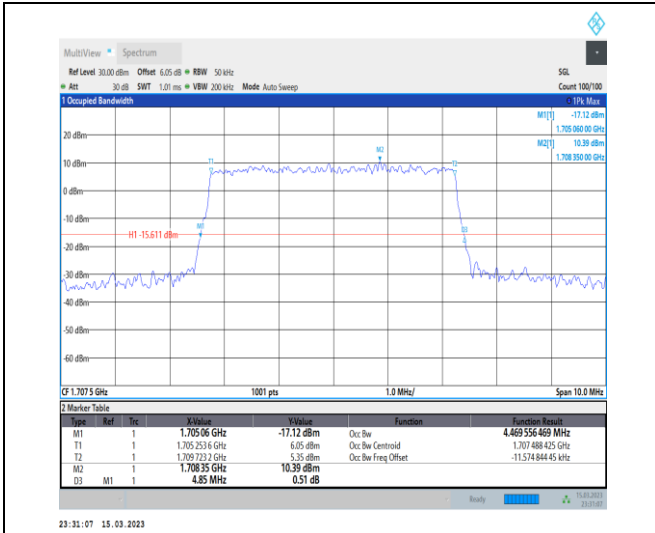 MultiView Spectrum
Ref Level 30.00 dBm Offset 6.05 dB RBW 50 kHz SGL
Att 30 dB SWT 1.01 ms VBW 200 kHz Mode Auto Sweep Count 100/100
1 Occupied Bandwidth 1Pk Max
M1[1] -17.12 dBm
1.705 060 00 GHz
M2[1] 10.39 dBm
1.708 350 00 GHz
20 dBm
M2
T1
T2
10 dBm
0 dBm
-10 dBm
M1
D3
H1 -15.611 dBm
-20 dBm
-30 dBm
-40 dBm
-50 dBm
-60 dBm
CF 1.707 5 GHz 1001 pts 1.0 MHz/ Span 10.0 MHz
2 Marker Table
Type Ref Trc X-Value Y-Value Function Function Result
M1 1 1.705 06 GHz -17.12 dBm Occ Bw 4.469 556 469 MHz
T1 1 1.705 253 6 GHz 6.05 dBm Occ Bw Centroid 1.707 488 425 GHz
T2 1 1.709 723 2 GHz 5.35 dBm Occ Bw Freq Offset -11.574 844 45 kHz
M2 1 1.708 35 GHz 10.39 dBm
D3 M1 1 4.85 MHz 0.51 dB
Ready 15.03.2023
23:31:07
23:31:07 15.03.2023